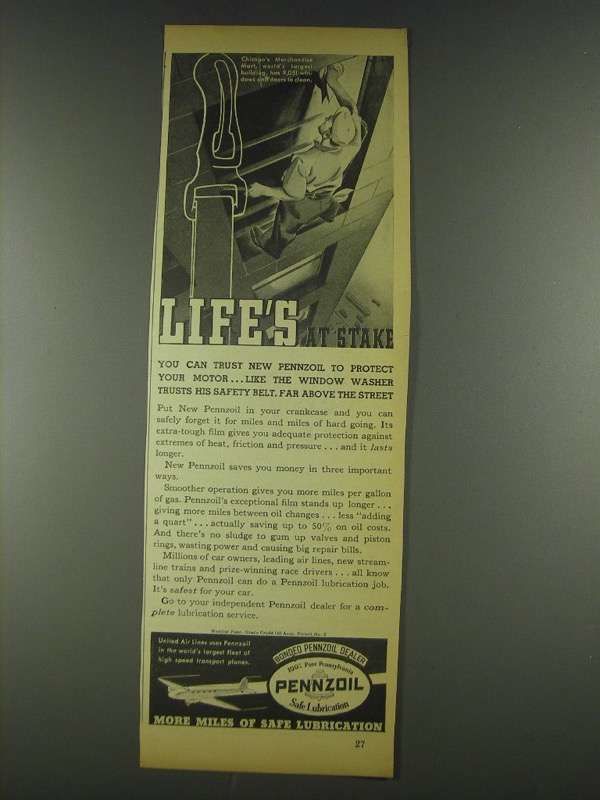 Chicago's Merchandise
Mart, world's largest
building, has 9,051 win-
dows and doors to clean.
LIFE'S AT STAKE
YOU CAN TRUST NEW PENNZOIL TO PROTECT
YOUR MOTOR...LIKE THE WINDOW WASHER
TRUSTS HIS SAFETY BELT, FAR ABOVE THE STREET
Put New Pennzoil in your crankcase and you can
safely forget it for miles and miles of hard going. Its
extra-tough film gives you adequate protection against
extremes of heat, friction and pressure...and it lasts
longer.
New Pennzoil saves you money in three important
ways.
Smoother operation gives you more miles per gallon
of gas. Pennzoil's exceptional film stands up longer...
giving more miles between oil changes...less "adding
a quart"...actually saving up to 50% on oil costs.
And there's no sludge to gum up valves and piston
rings, wasting power and causing big repair bills.
Millions of car owners, leading air lines, new stream-
line trains and prize-winning race drivers...all know
that only Pennzoil can do a Pennzoil lubrication job.
It's safest for your car.
Go to your independent Pennzoil dealer for a com-
plete lubrication service.
Member Penn. Grade Crude Oil Assn. Permit No. 2
United Air Lines uses Pennzoil
in the world's largest fleet of
high speed transport planes.
BONDED PENNZOIL DEALER
100% Pure Pennsylvania
PENNZOIL
Safe Lubrication
MORE MILES OF SAFE LUBRICATION
27